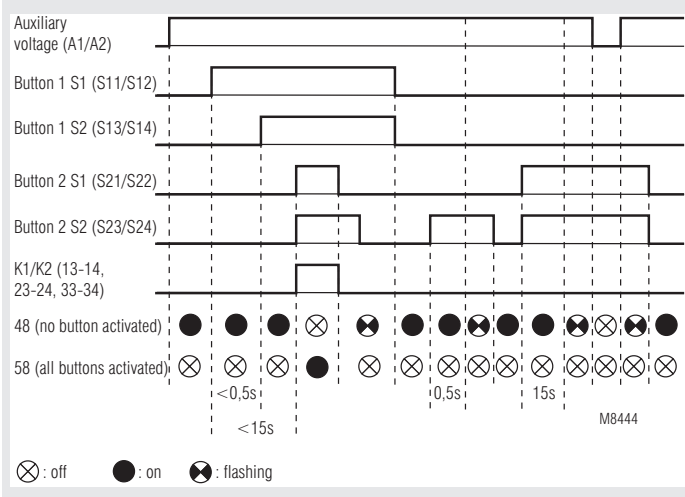 Auxiliary
voltage (A1/A2)
Button 1 S1 (S11/S12)
Button 1 S2 (S13/S14)
Button 2 S1 (S21/S22)
Button 2 S2 (S23/S24)
K1/K2 (13-14,
23-24, 33-34)
48 (no button activated)
58 (all buttons activated)
<0,5s 0,5s 15s
<15s
M8444
: off : on : flashing